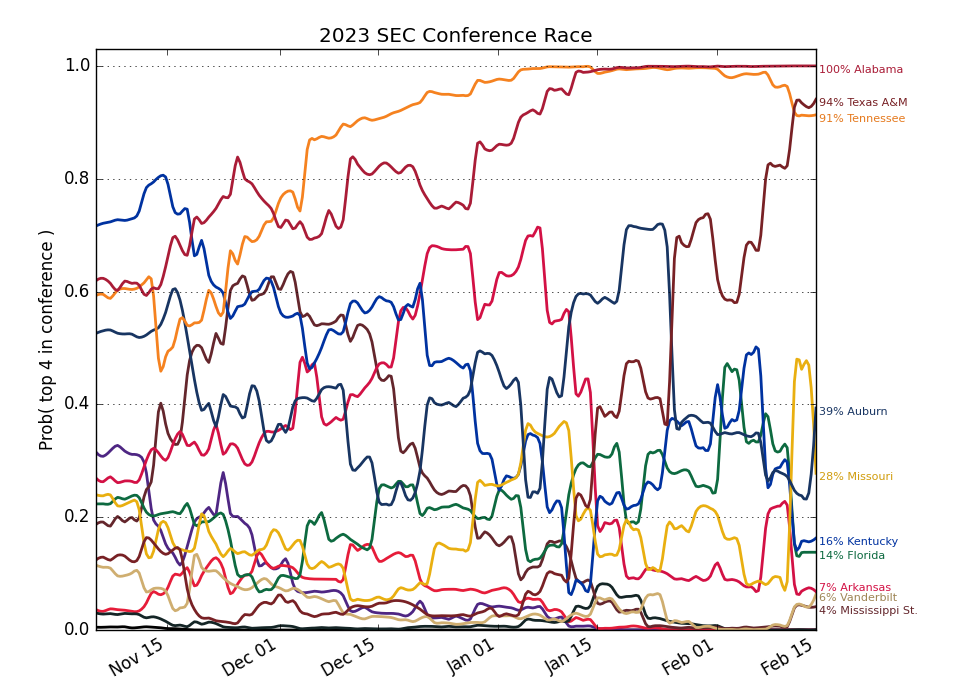 2023 SEC Conference Race
Prob( top 4 in conference )
1.0
0.8
0.6
0.4
0.2
0.0
Nov 15
Dec 01
Dec 15
Jan 01
Jan 15
Feb 01
Feb 15
100% Alabama
94% Texas A&M
91% Tennessee
39% Auburn
28% Missouri
16% Kentucky
14% Florida
7% Arkansas
6% Vanderbilt
4% Mississippi St.